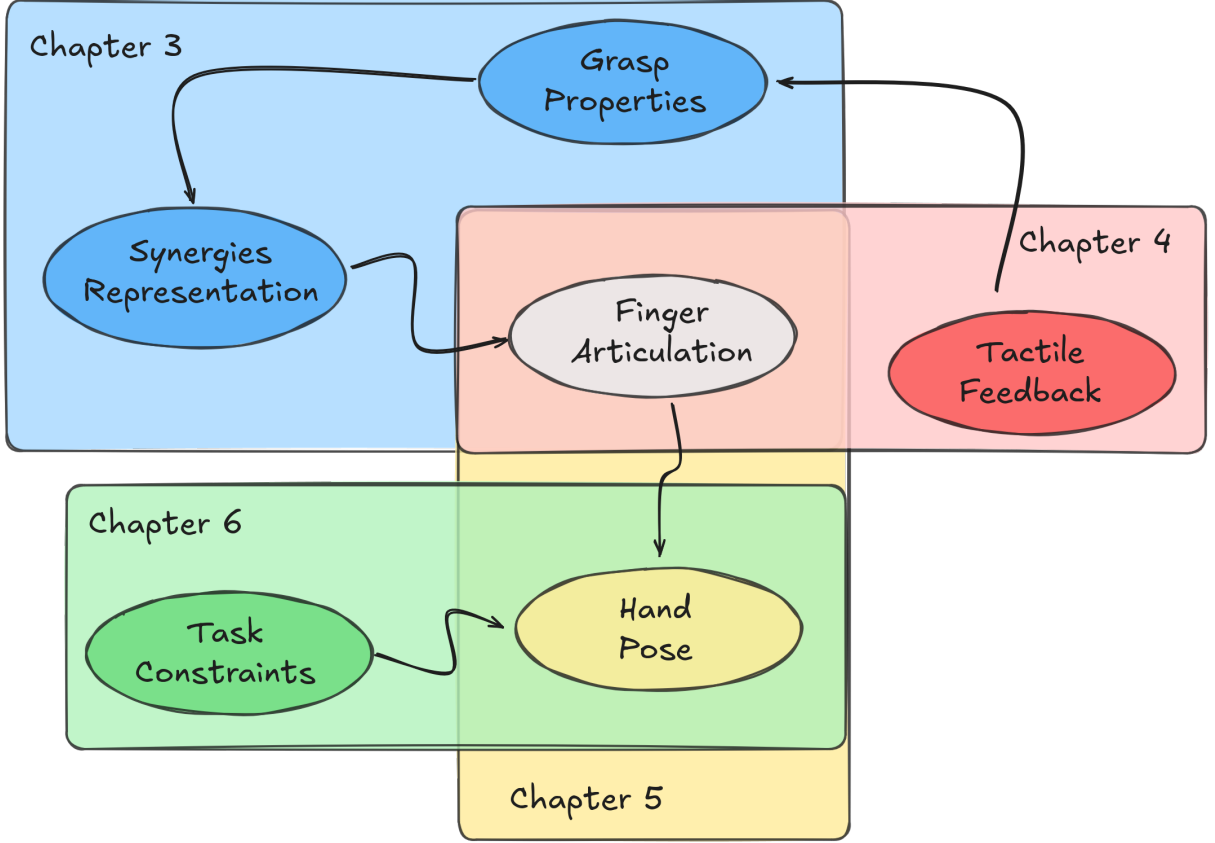 Chapter 3
Grasp
Properties
Synergies
Representation
Chapter 4
Finger
Articulation
Tactile
Feedback
Chapter 6
Task
Constraints
Hand
Pose
Chapter 5